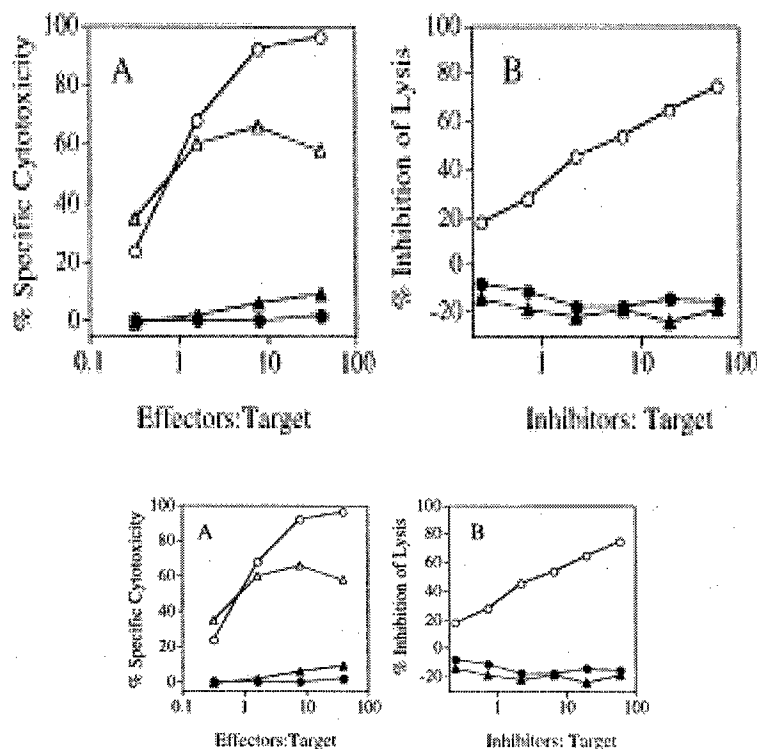 100
80
60
40
20
0
% Specific Cytotoxicity
A
0.1 1 10 100
Effectors:Target
100
80
60
40
20
0
-20
% Inhibition of Lysis
B
1 10 100
Inhibitors: Target
100
80
60
40
20
0
% Specific Cytotoxicity
A
0.1 1 10 100
Effectors:Target
100
80
60
40
20
0
-20
% Inhibition of Lysis
B
1 10 100
Inhibitors: Target